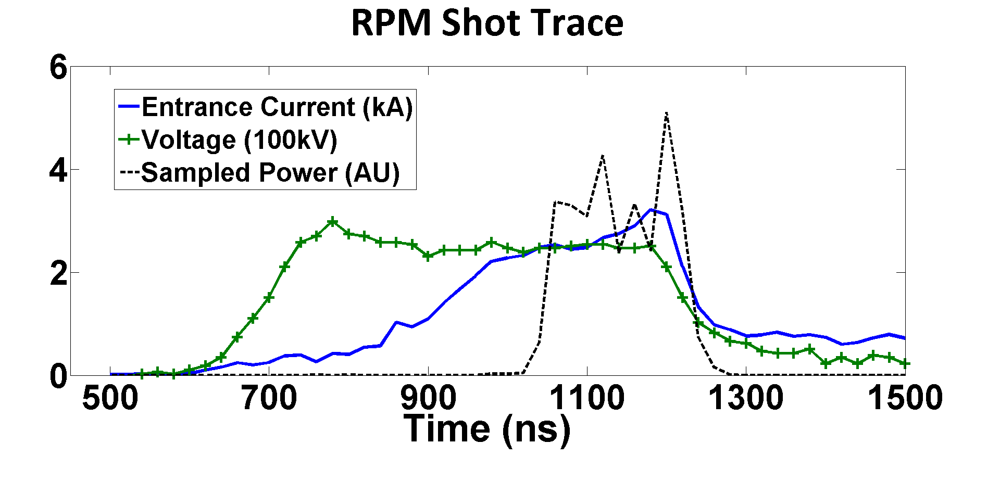 RPM Shot Trace
6
4
2
0
Entrance Current (kA)
Voltage (100kV)
Sampled Power (AU)
500 700 900 1100 1300 1500
Time (ns)